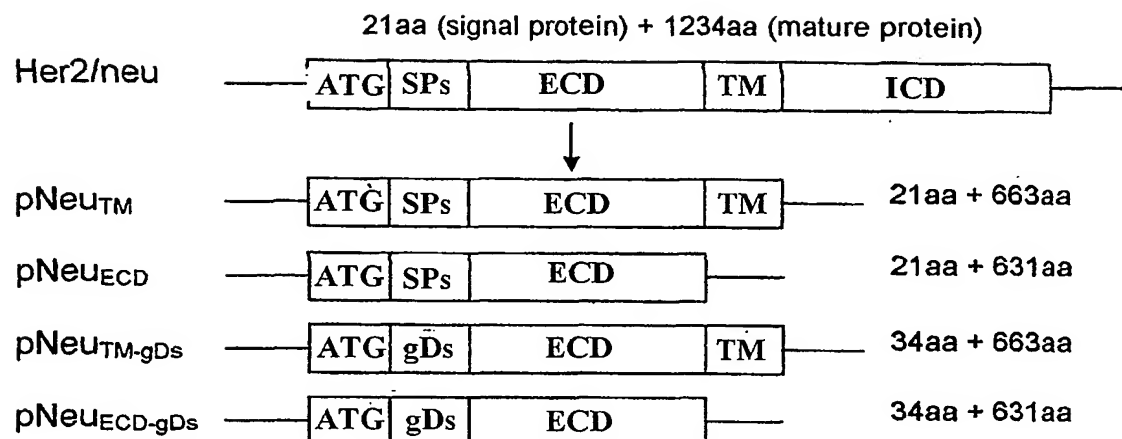 21aa (signal protein) + 1234aa (mature protein)
Her2/neu ATG SPs ECD TM ICD
pNeuTM ATG SPs ECD TM 21aa + 663aa
pNeuECD ATG SPs ECD 21aa + 631aa
pNeuTM-gDs ATG gDs ECD TM 34aa + 663aa
pNeuECD-gDs ATG gDs ECD 34aa + 631aa